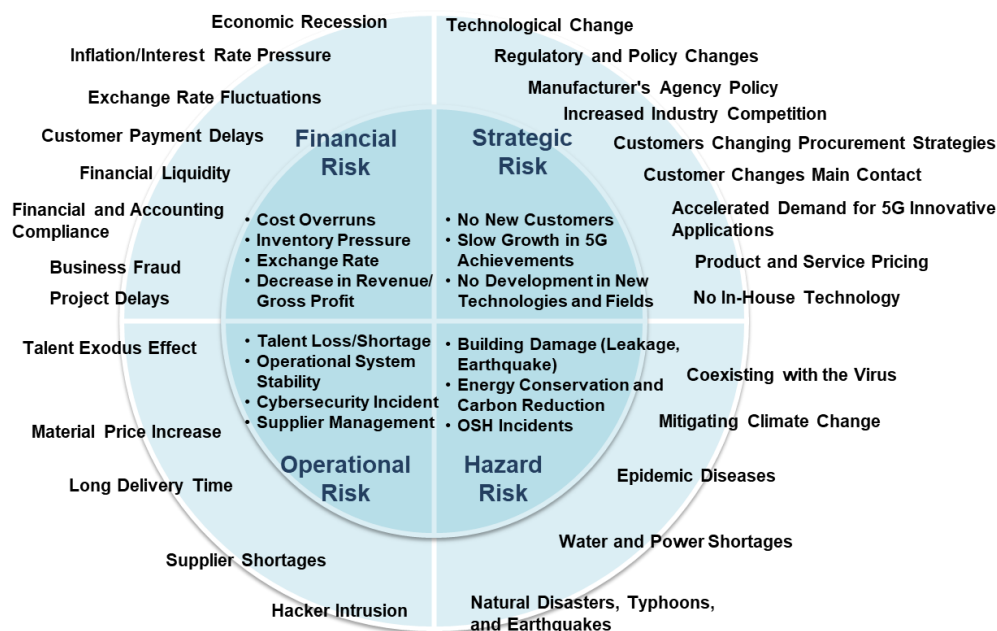 Economic Recession
Inflation/Interest Rate Pressure
Exchange Rate Fluctuations
Customer Payment Delays
Financial Liquidity
Financial and Accounting
Compliance
Business Fraud
Project Delays
Technological Change
Regulatory and Policy Changes
Manufacturer's Agency Policy
Increased Industry Competition
Customers Changing Procurement Strategies
Customer Changes Main Contact
Accelerated Demand for 5G Innovative
Applications
Product and Service Pricing
No In-House Technology
Financial
Risk
• Cost Overruns
• Inventory Pressure
• Exchange Rate
• Decrease in Revenue/
Gross Profit
Strategic
Risk
• No New Customers
• Slow Growth in 5G
Achievements
• No Development in New
Technologies and Fields
• Talent Loss/Shortage
• Operational System
Stability
• Cybersecurity Incident
• Supplier Management
Operational
Risk
• Building Damage (Leakage,
Earthquake)
• Energy Conservation and
Carbon Reduction
• OSH Incidents
Hazard
Risk
Talent Exodus Effect
Material Price Increase
Long Delivery Time
Supplier Shortages
Hacker Intrusion
Coexisting with the Virus
Mitigating Climate Change
Epidemic Diseases
Water and Power Shortages
Natural Disasters, Typhoons,
and Earthquakes